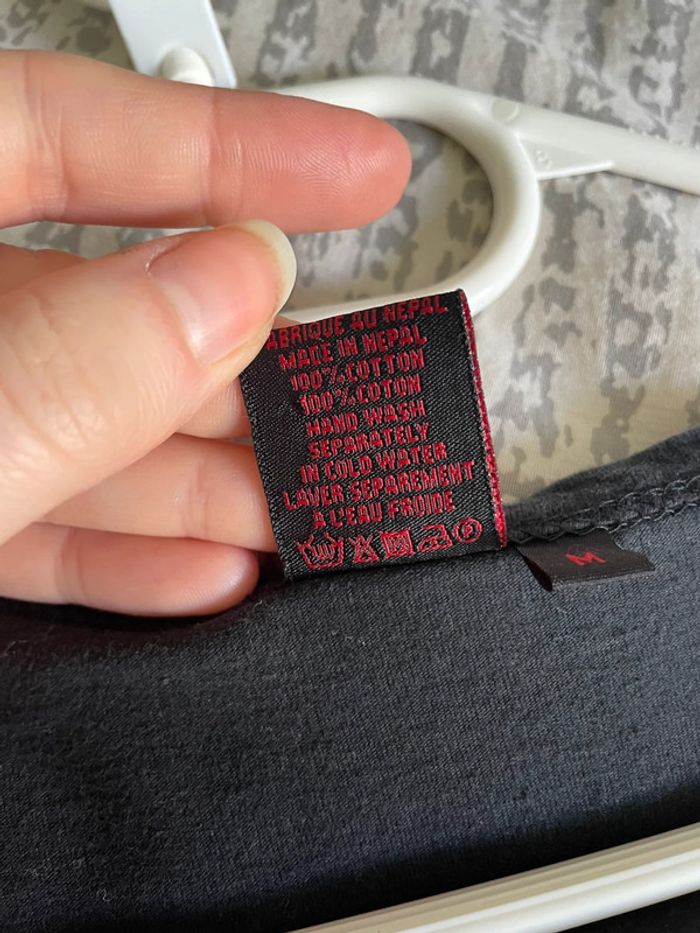 ABRIQUE AU NEPAL
MADE IN NEPAL
100% COTTON
100% COTON
HAND WASH
SEPARATELY
IN COLD WATER
LAVER SEPAREMENT
A L'EAU FROIDE
P
M